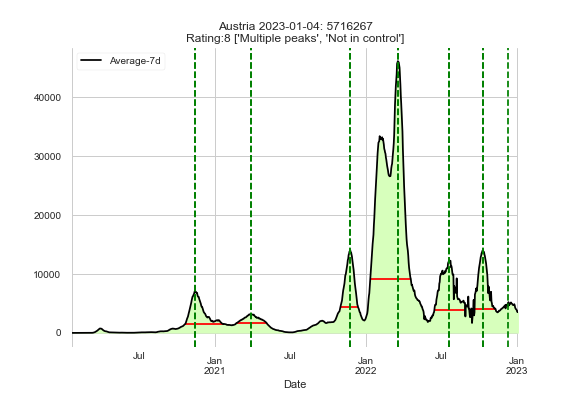 Austria 2023-01-04: 5716267
Rating:8 ['Multiple peaks', 'Not in control']
Average-7d
40000
30000
20000
10000
0
Jul
Jan
2021
Jul
Jan
2022
Jul
Jan
2023
Date